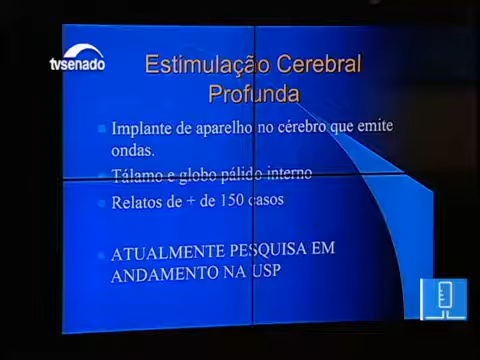 tvsenado
Estimulação Cerebral
Profunda
Implante de aparelho no cérebro que emite
ondas.
Tálamo e globo pálido interno
Relatos de + de 150 casos
ATUALMENTE PESQUISA EM
ANDAMENTO NA USP